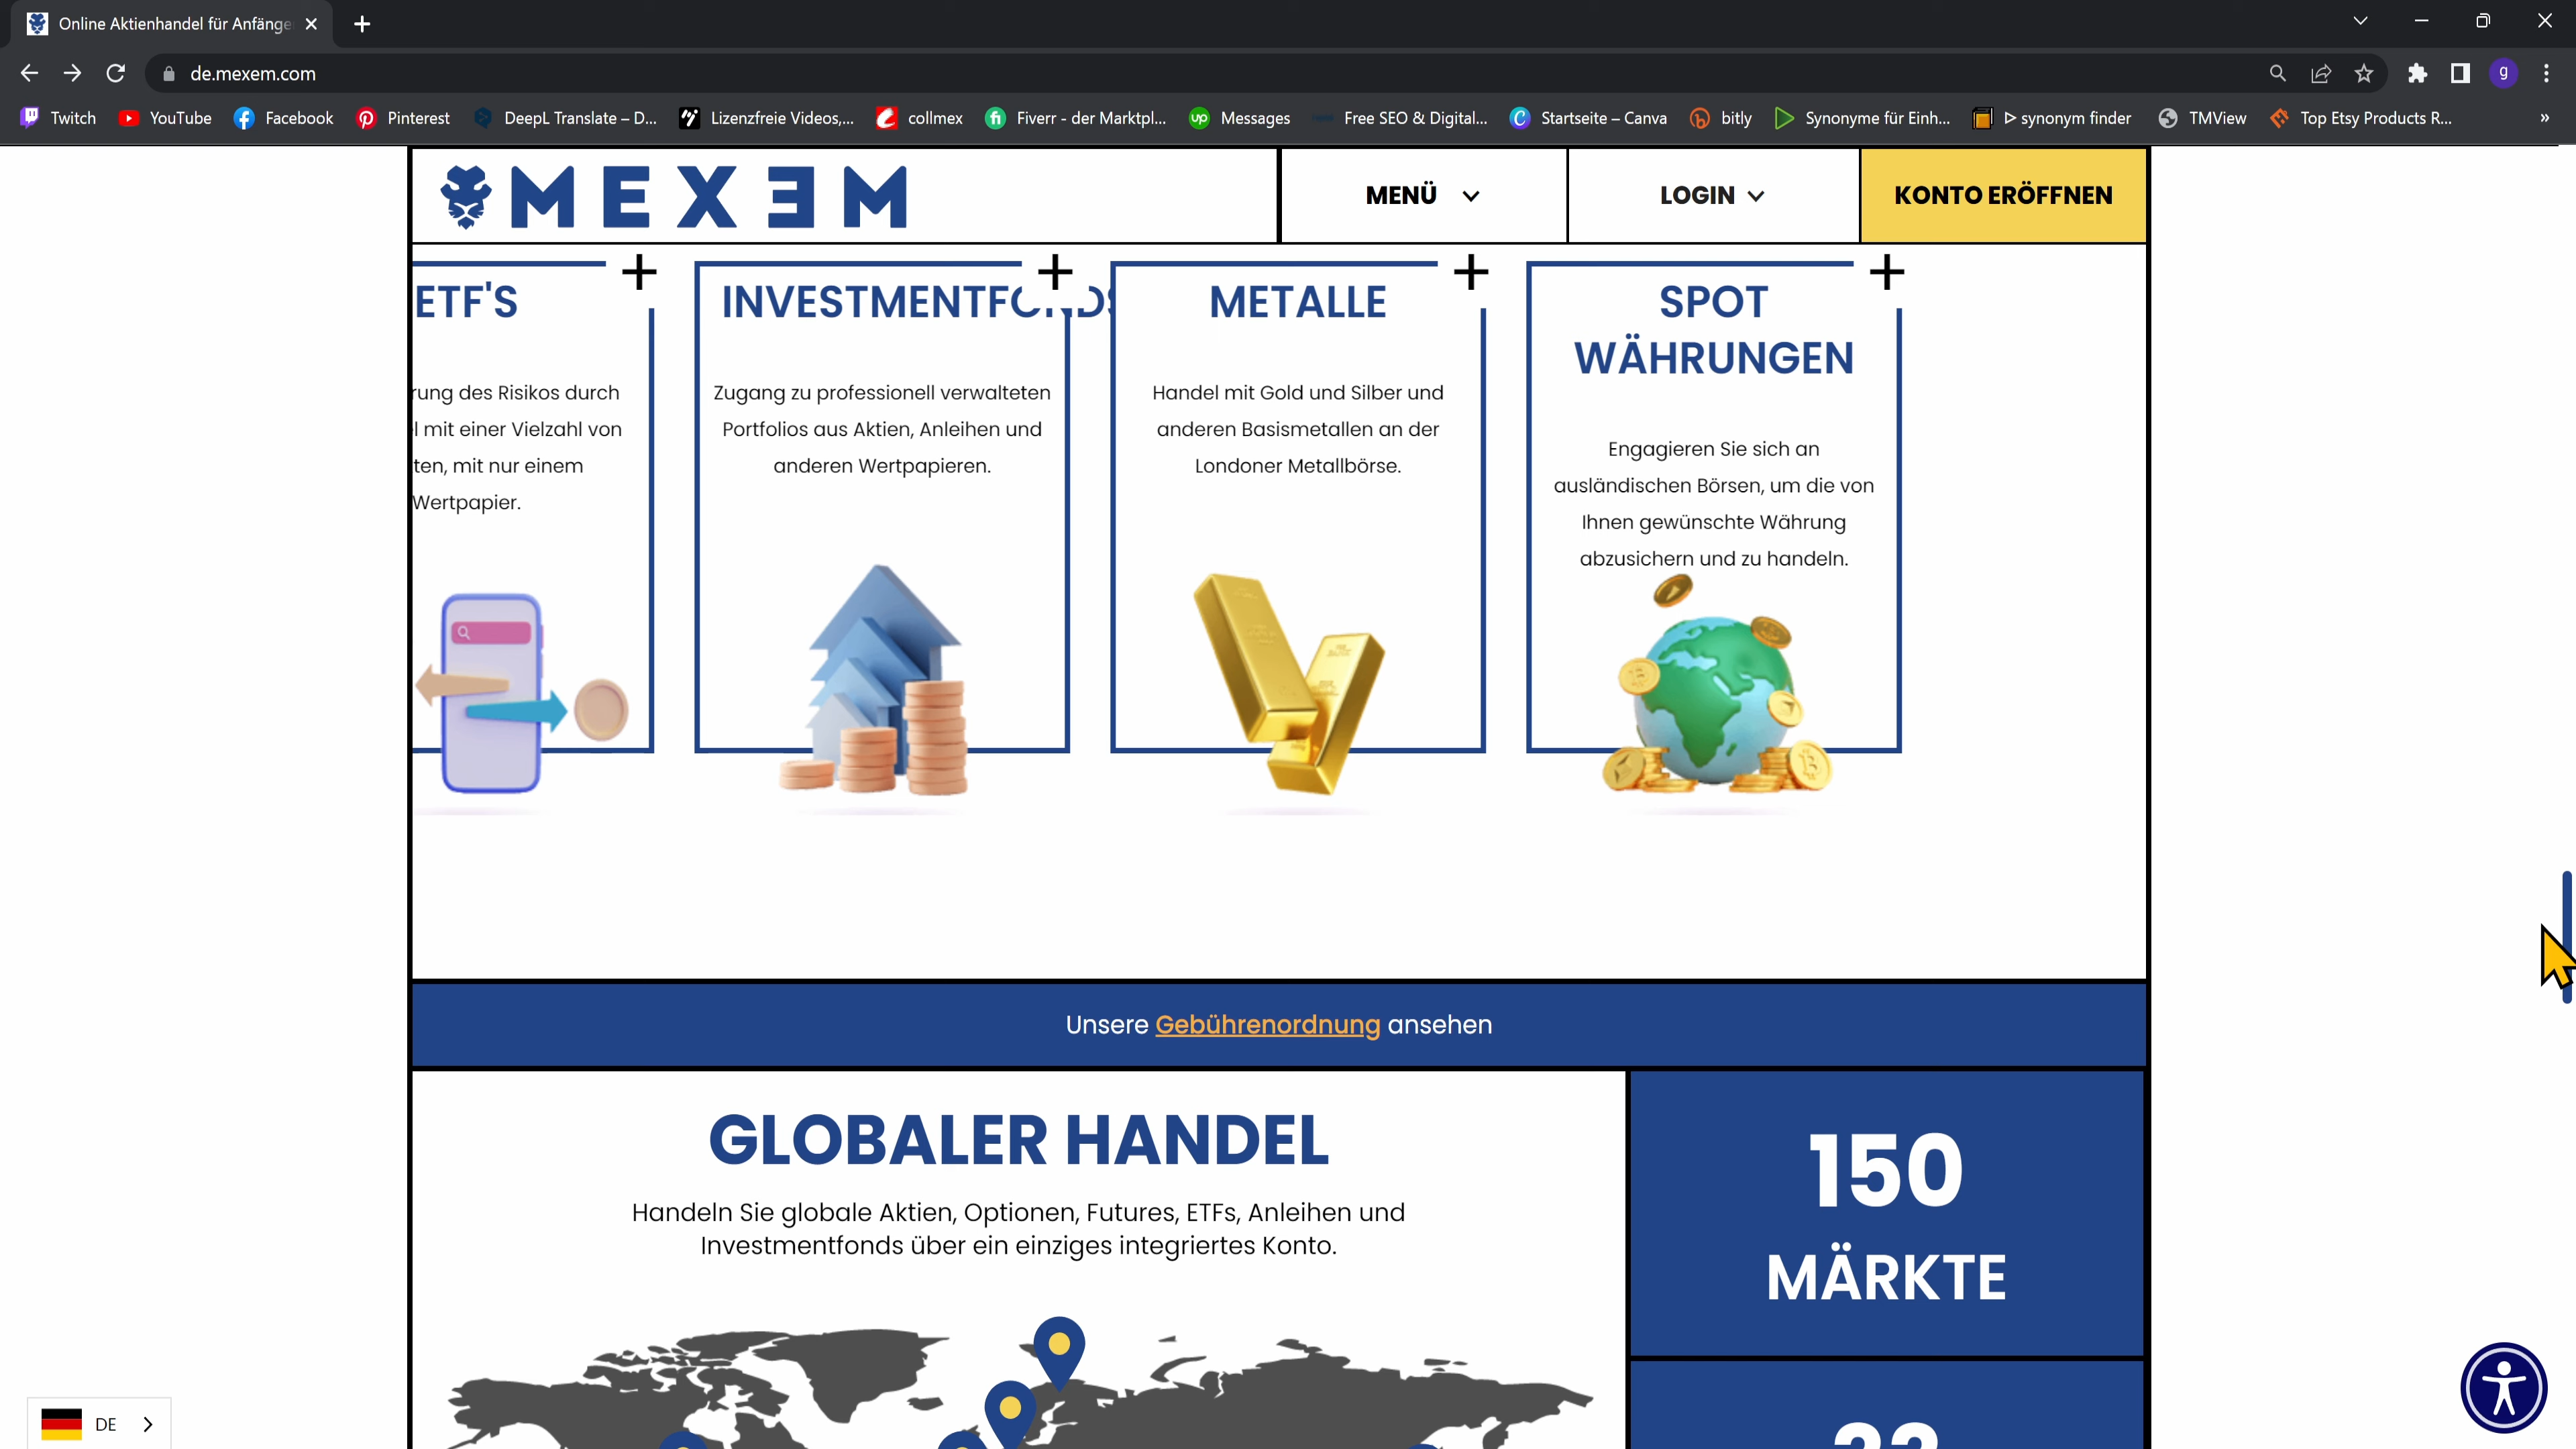 Online Aktienhandel für Anfänge
de.mexem.com
g
Twitch
YouTube
Facebook
Pinterest
DeepL Translate – D...
Lizenzfreie Videos,...
collmex
Fiverr - der Marktpl...
Messages
Free SEO & Digital...
Startseite – Canva
bitly
Synonyme für Einh...
synonym finder
TMView
Top Etsy Products R...
»
MEXEM
MENÜ
LOGIN
KONTO ERÖFFNEN
ETF'S
rung des Risikos durch
l mit einer Vielzahl von
ten, mit nur einem
Wertpapier.
INVESTMENTFONDS
Zugang zu professionell verwalteten
Portfolios aus Aktien, Anleihen und
anderen Wertpapieren.
METALLE
Handel mit Gold und Silber und
anderen Basismetallen an der
Londoner Metallbörse.
SPOT
WÄHRUNGEN
Engagieren Sie sich an
ausländischen Börsen, um die von
Ihnen gewünschte Währung
abzusichern und zu handeln.
Unsere Gebührenordnung ansehen
GLOBALER HANDEL
Handeln Sie globale Aktien, Optionen, Futures, ETFs, Anleihen und
Investmentfonds über ein einziges integriertes Konto.
150
MÄRKTE
DE